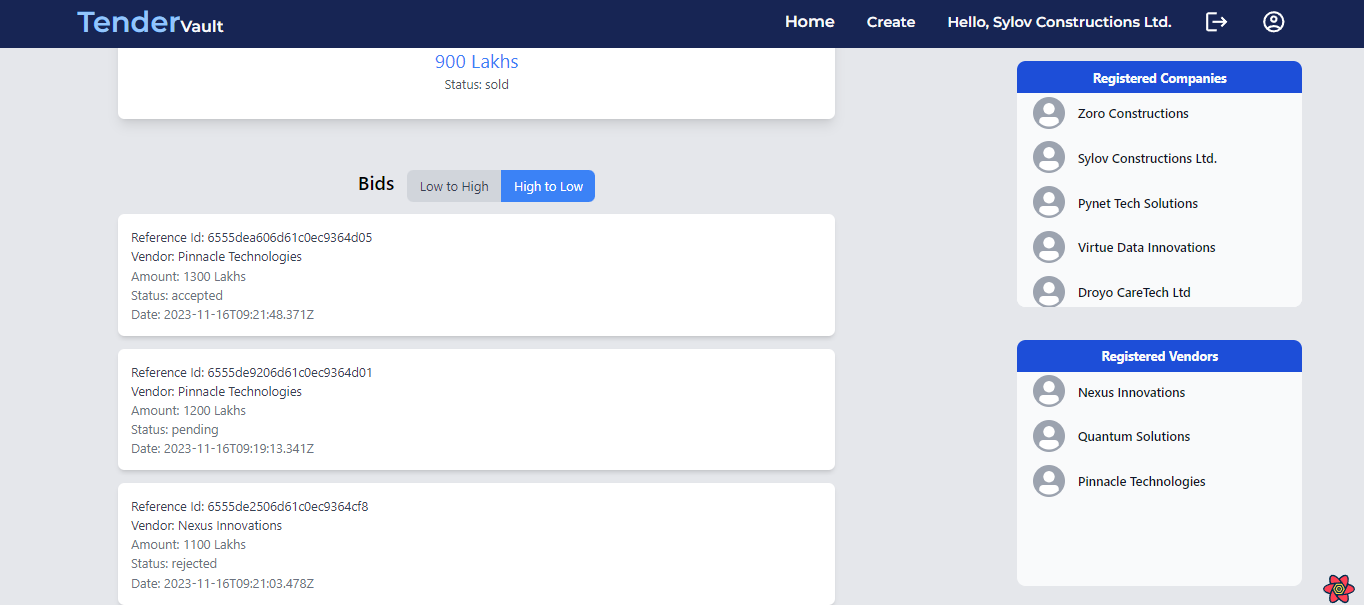 TenderVault
Home Create Hello, Sylov Constructions Ltd.
900 Lakhs
Status: sold
Bids Low to High High to Low
Reference Id: 6555dea606d61c0ec9364d05
Vendor: Pinnacle Technologies
Amount: 1300 Lakhs
Status: accepted
Date: 2023-11-16T09:21:48.371Z
Reference Id: 6555de9206d61c0ec9364d01
Vendor: Pinnacle Technologies
Amount: 1200 Lakhs
Status: pending
Date: 2023-11-16T09:19:13.341Z
Reference Id: 6555de2506d61c0ec9364cf8
Vendor: Nexus Innovations
Amount: 1100 Lakhs
Status: rejected
Date: 2023-11-16T09:21:03.478Z
Registered Companies
Zoro Constructions
Sylov Constructions Ltd.
Pynet Tech Solutions
Virtue Data Innovations
Droyo CareTech Ltd
Registered Vendors
Nexus Innovations
Quantum Solutions
Pinnacle Technologies